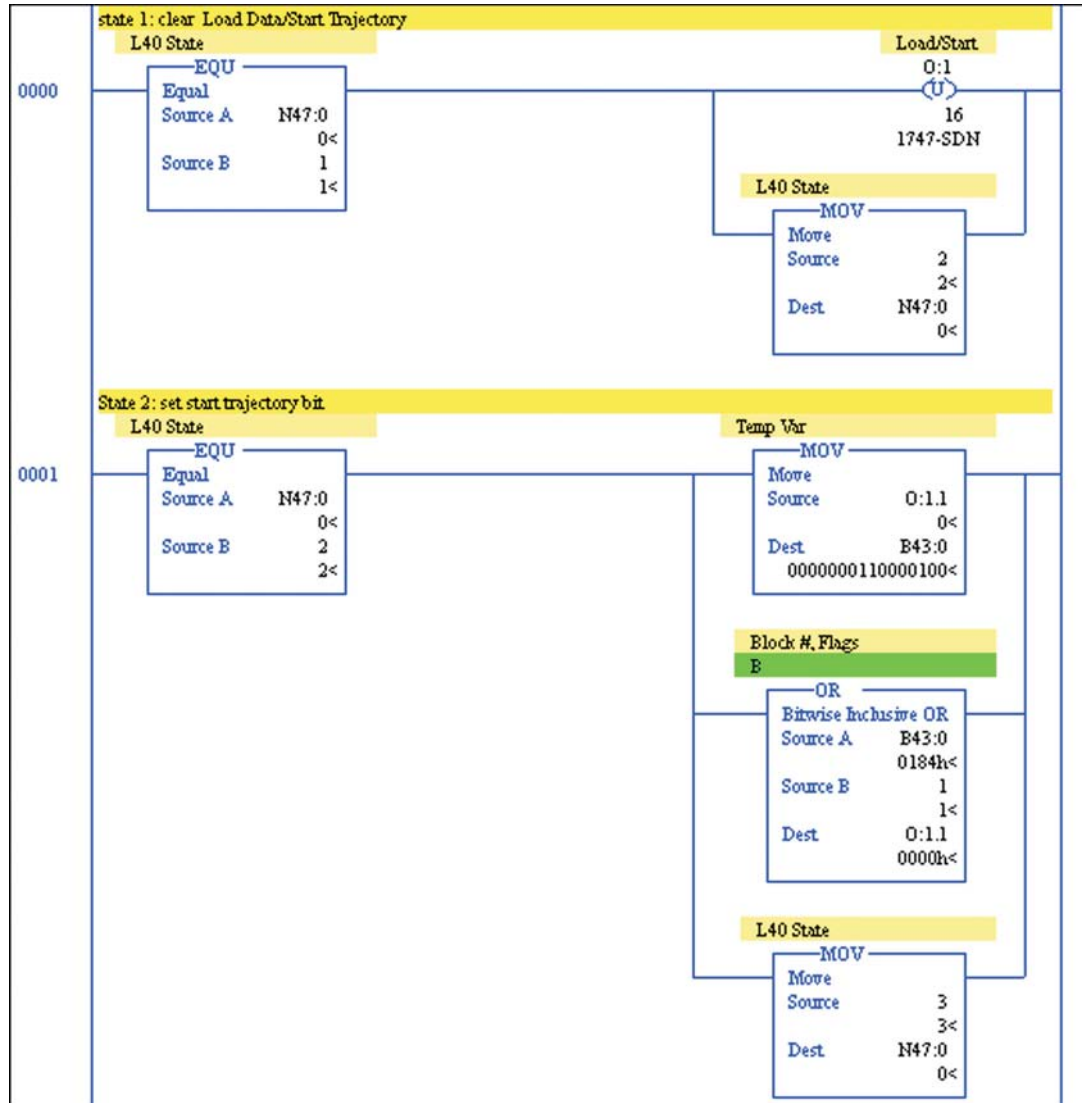 state 1: clear Load Data/Start Trajectory
L40 State
EQU
0000
Equal
Source A N47:0
0<
Source B 1
1<
Load/Start
O:1
(U)
16
1747-SDN
L40 State
MOV
Move
Source 2
2<
Dest N47:0
0<
State 2: set start trajectory bit
L40 State
EQU
0001
Equal
Source A N47:0
0<
Source B 2
2<
Temp Var
MOV
Move
Source O:1.1
0<
Dest B43:0
0000000110000100<
Block #, Flags
B
OR
Bitwise Inclusive OR
Source A B43:0
0184h<
Source B 1
1<
Dest O:1.1
0000h<
L40 State
MOV
Move
Source 3
3<
Dest N47:0
0<